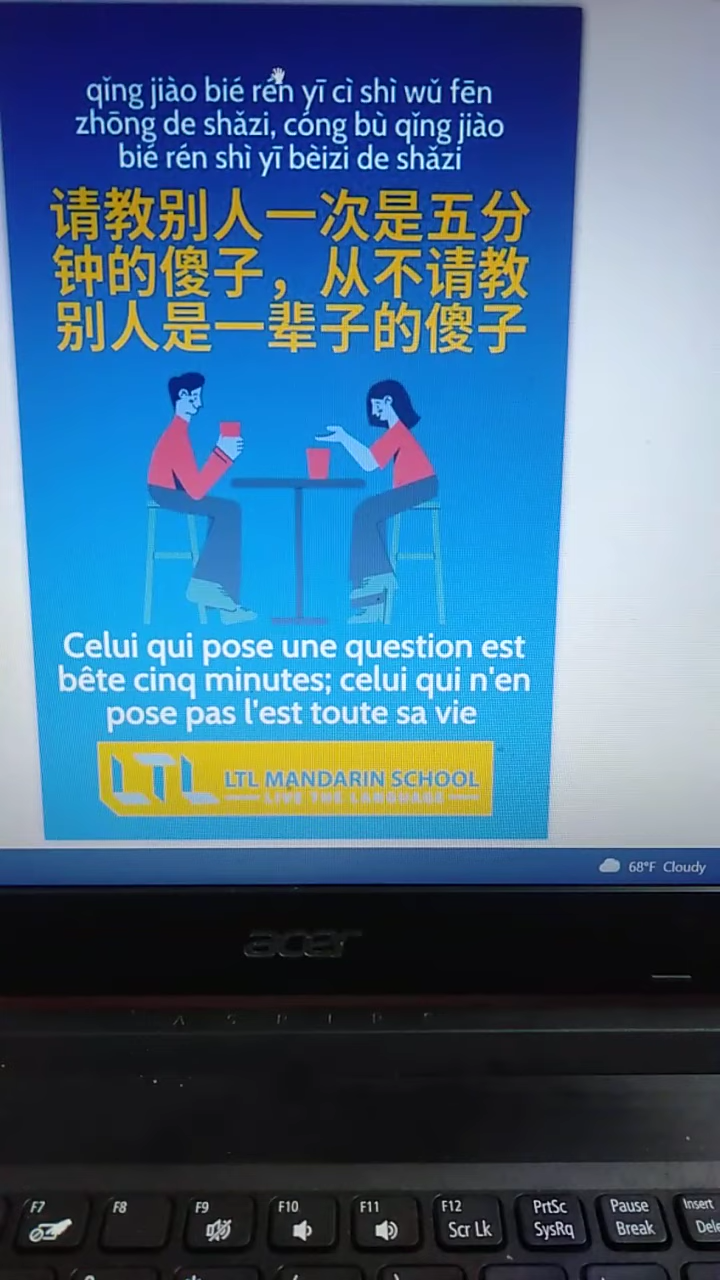 qǐng jiào bié rén yī cì shì wǔ fēn
zhōng de shǎzi, cóng bù qǐng jiào
bié rén shì yī bèizi de shǎzi
请教别人一次是五分
钟的傻子，从不请教
别人是一辈子的傻子
Celui qui pose une question est
bête cinq minutes; celui qui n'en
pose pas l'est toute sa vie
LTL LTL MANDARIN SCHOOL
LIVE THE LANGUAGE
68°F Cloudy
acer
ASPIRE
F7 F8 F9 F10 F11 F12 PrtSc Pause Insert
Scr Lk SysRq Break Dele